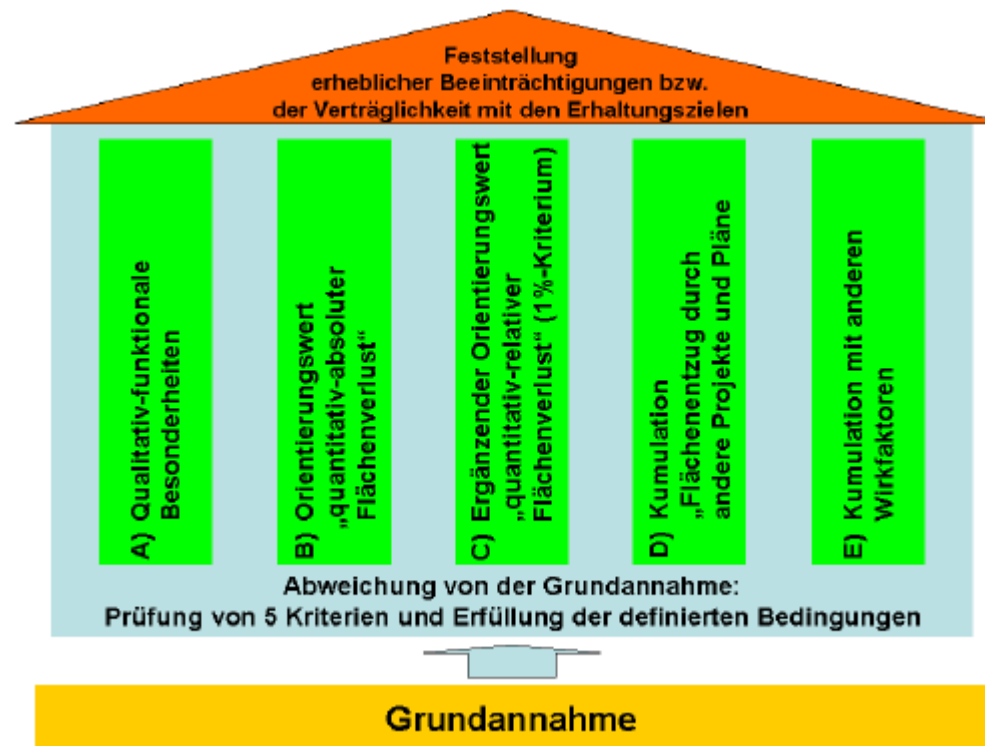 Feststellung
erheblicher Beeinträchtigungen bzw.
der Verträglichkeit mit den Erhaltungszielen
A) Qualitativ-funktionale
Besonderheiten
B) Orientierungswert
„quantitativ-absoluter
Flächenverlust“
C) Ergänzender Orientierungswert
„quantitativ-relativer
Flächenverlust“ (1%-Kriterium)
D) Kumulation
„Flächenentzug durch
andere Projekte und Pläne
E) Kumulation mit anderen
Wirkfaktoren
Abweichung von der Grundannahme:
Prüfung von 5 Kriterien und Erfüllung der definierten Bedingungen
Grundannahme